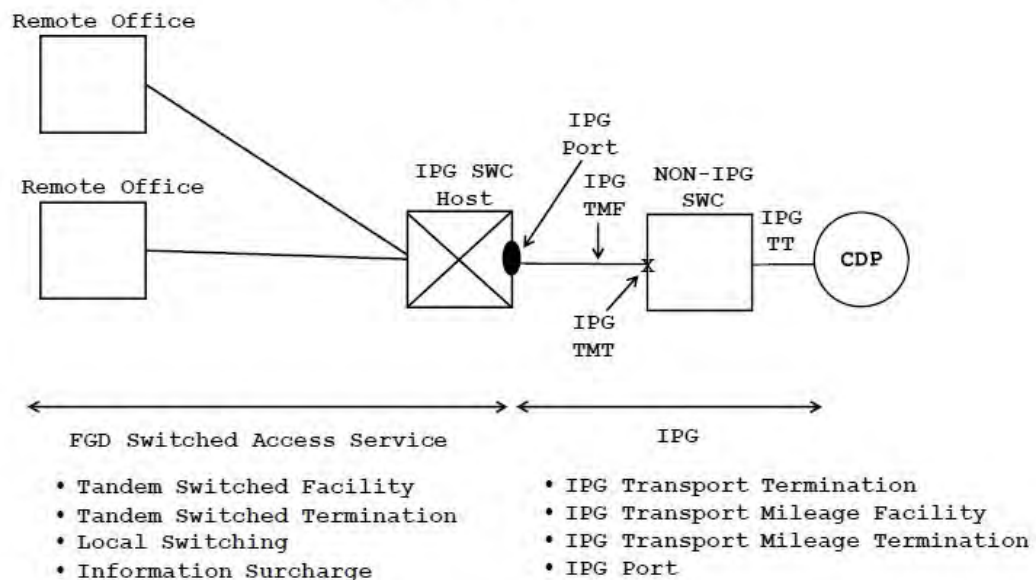 Remote Office
Remote Office
IPG SWC
Host
IPG
Port
IPG
TMF
NON-IPG
SWC
IPG
TT
CDP
X
IPG
TMT
FGD Switched Access Service
• Tandem Switched Facility
• Tandem Switched Termination
• Local Switching
• Information Surcharge
IPG
• IPG Transport Termination
• IPG Transport Mileage Facility
• IPG Transport Mileage Termination
• IPG Port